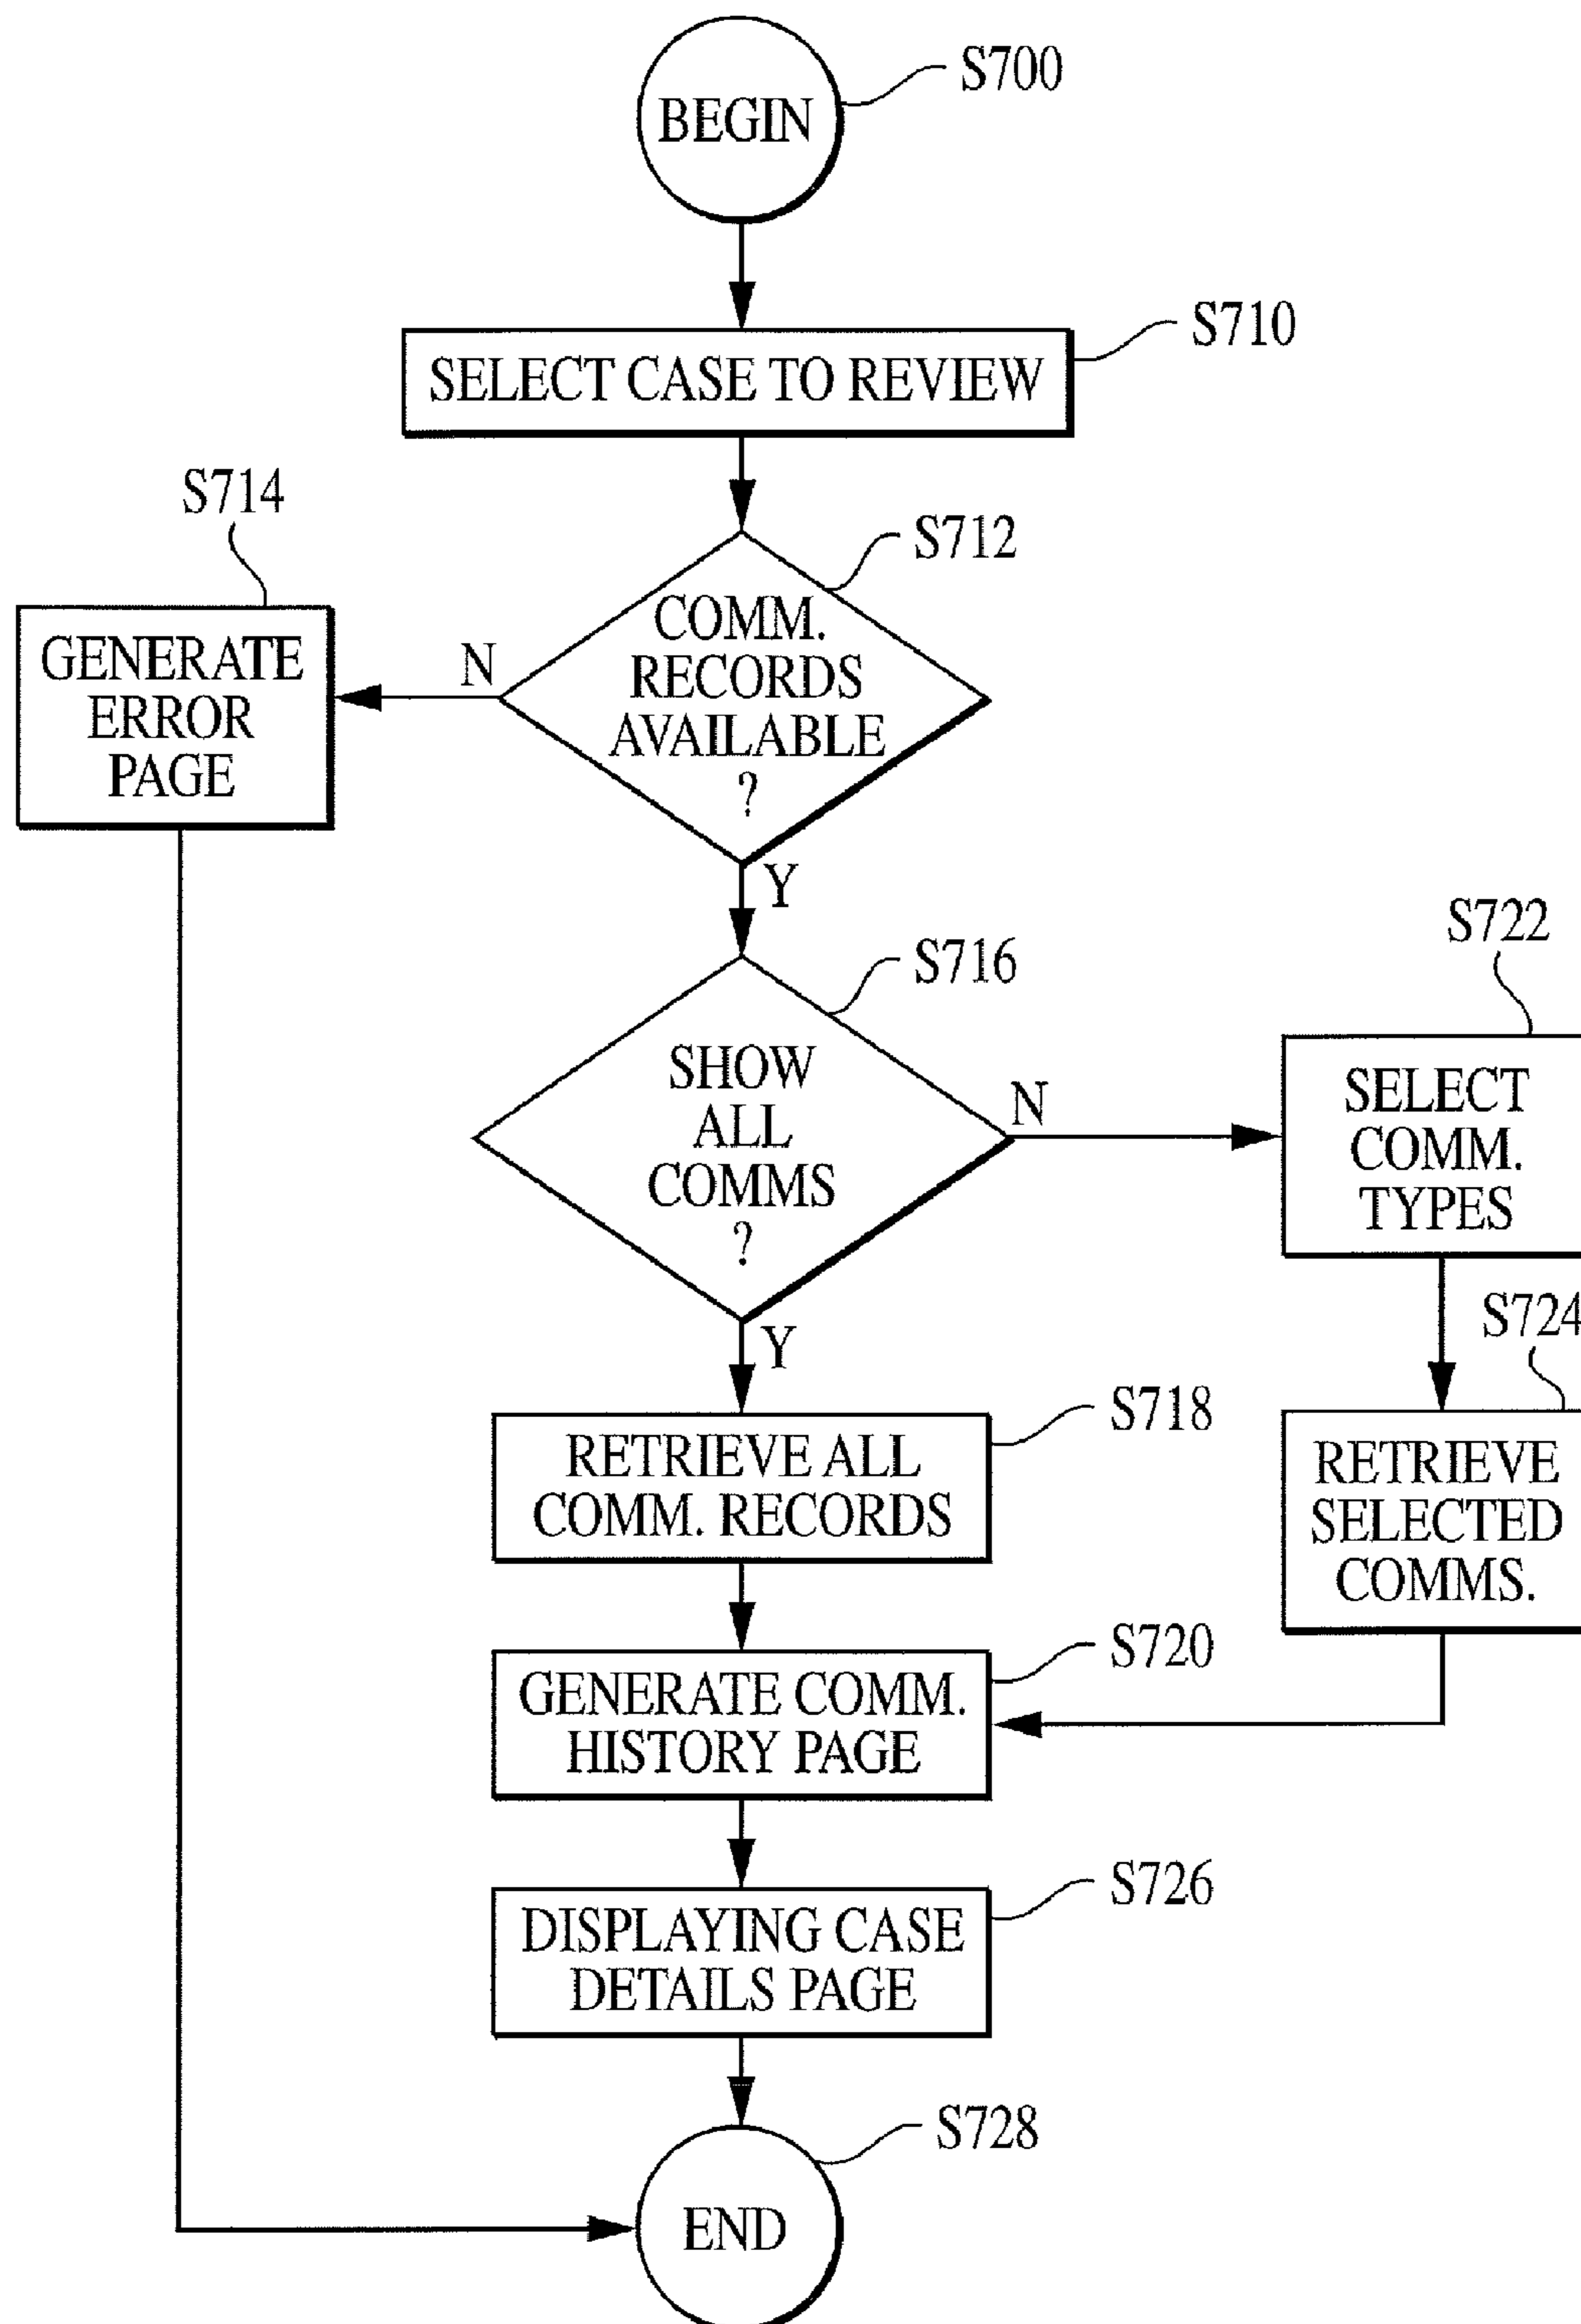 S700
BEGIN
S710
SELECT CASE TO REVIEW
S714
S712
GENERATE
ERROR
PAGE
N
COMM.
RECORDS
AVAILABLE
?
Y
S716
S722
SHOW
ALL
COMMS
?
N
SELECT
COMM.
TYPES
Y
S724
S718
RETRIEVE ALL
COMM. RECORDS
RETRIEVE
SELECTED
COMMS.
S720
GENERATE COMM.
HISTORY PAGE
S726
DISPLAYING CASE
DETAILS PAGE
S728
END